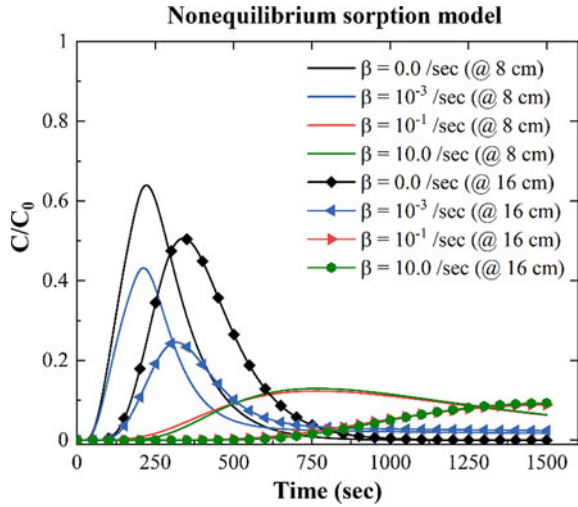 Nonequilibrium sorption model
1
0.8
0.6
0.4
0.2
0
C/C₀
β = 0.0 /sec (@ 8 cm)
β = 10⁻³ /sec (@ 8 cm)
β = 10⁻¹ /sec (@ 8 cm)
β = 10.0 /sec (@ 8 cm)
β = 0.0 /sec (@ 16 cm)
β = 10⁻³ /sec (@ 16 cm)
β = 10⁻¹ /sec (@ 16 cm)
β = 10.0 /sec (@ 16 cm)
0 250 500 750 1000 1250 1500
Time (sec)